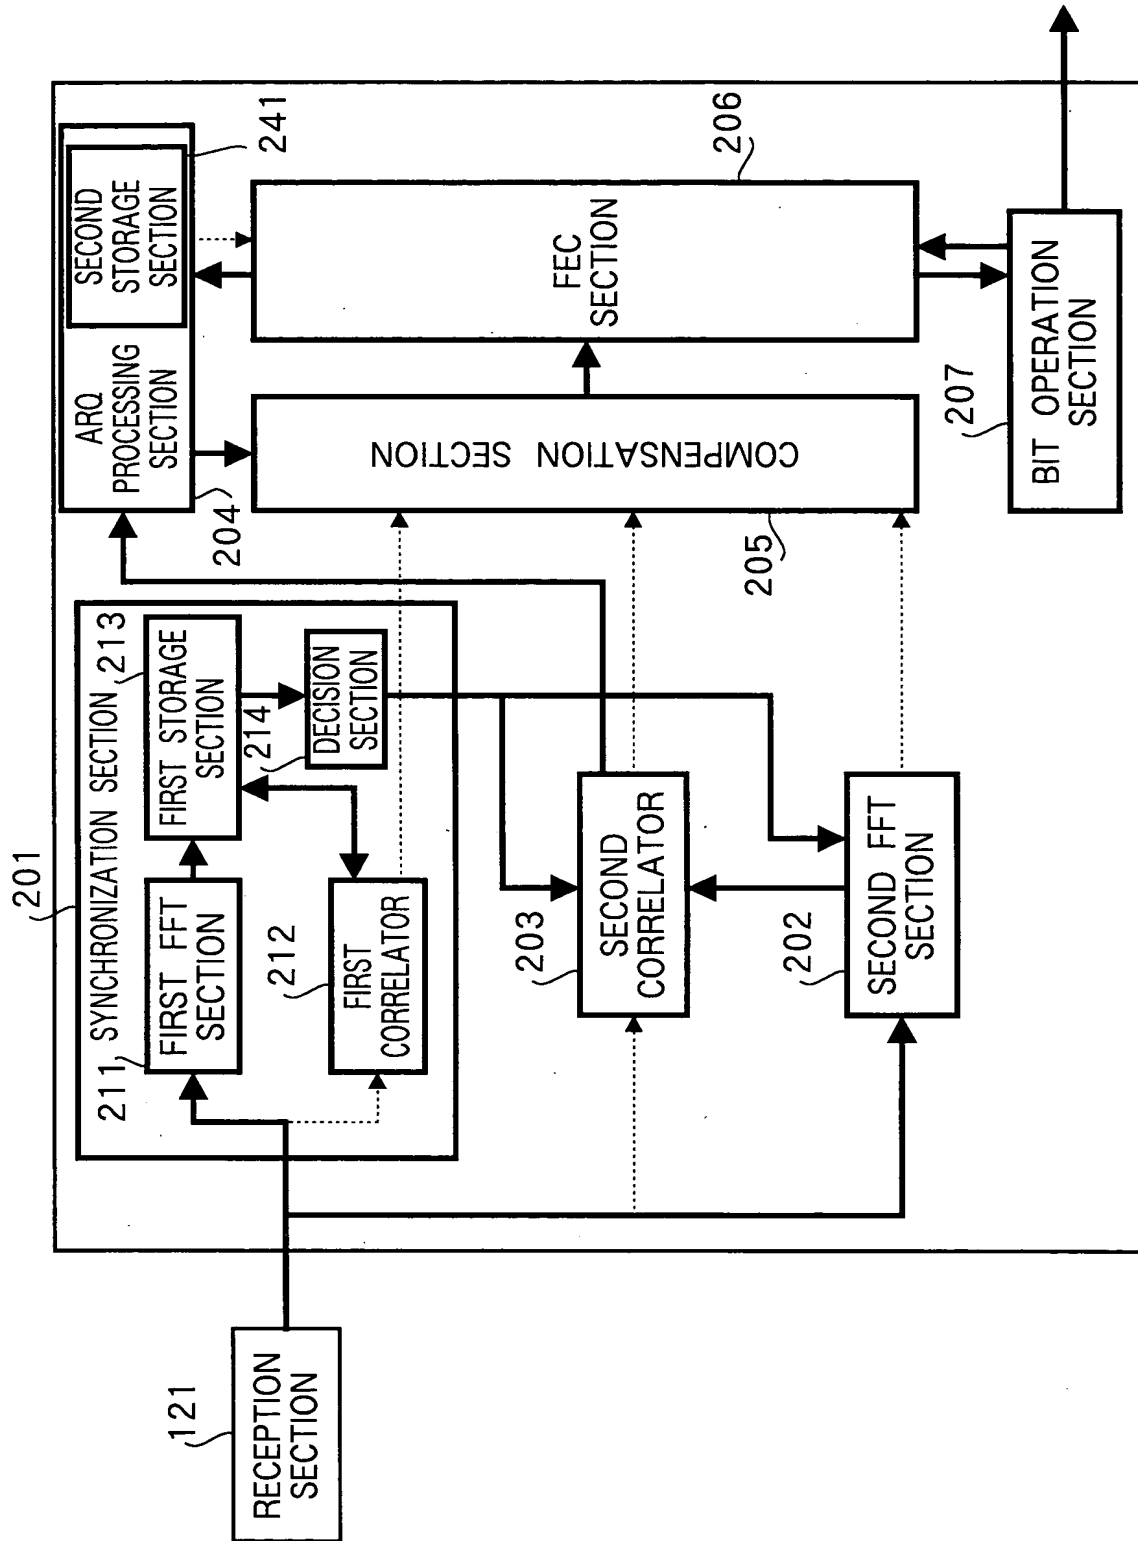 121
RECEPTION
SECTION
201
SYNCHRONIZATION SECTION
211
FIRST FFT
SECTION
213
FIRST STORAGE
SECTION
212
FIRST
CORRELATOR
214
DECISION
SECTION
203
SECOND
CORRELATOR
202
SECOND FFT
SECTION
204
ARQ
PROCESSING
SECTION
SECOND
STORAGE
SECTION
241
205
COMPENSATION SECTION
206
FEC
SECTION
207
BIT OPERATION
SECTION